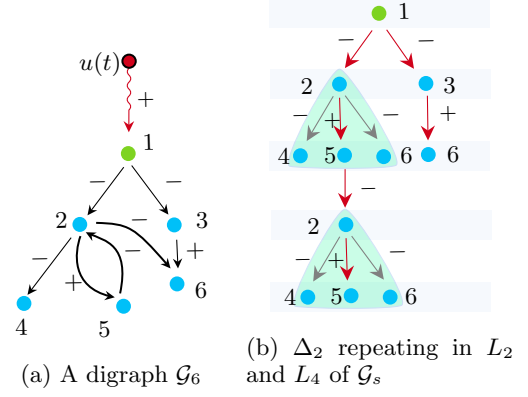 u(t)
+
1
− −
2 3
− + − − +
4 5 6
(a) A digraph G₆
1
− −
2 3
− + − +
4 5 6 6
−
2
− + −
4 5 6
(b) Δ₂ repeating in L₂
and L₄ of Gₛ